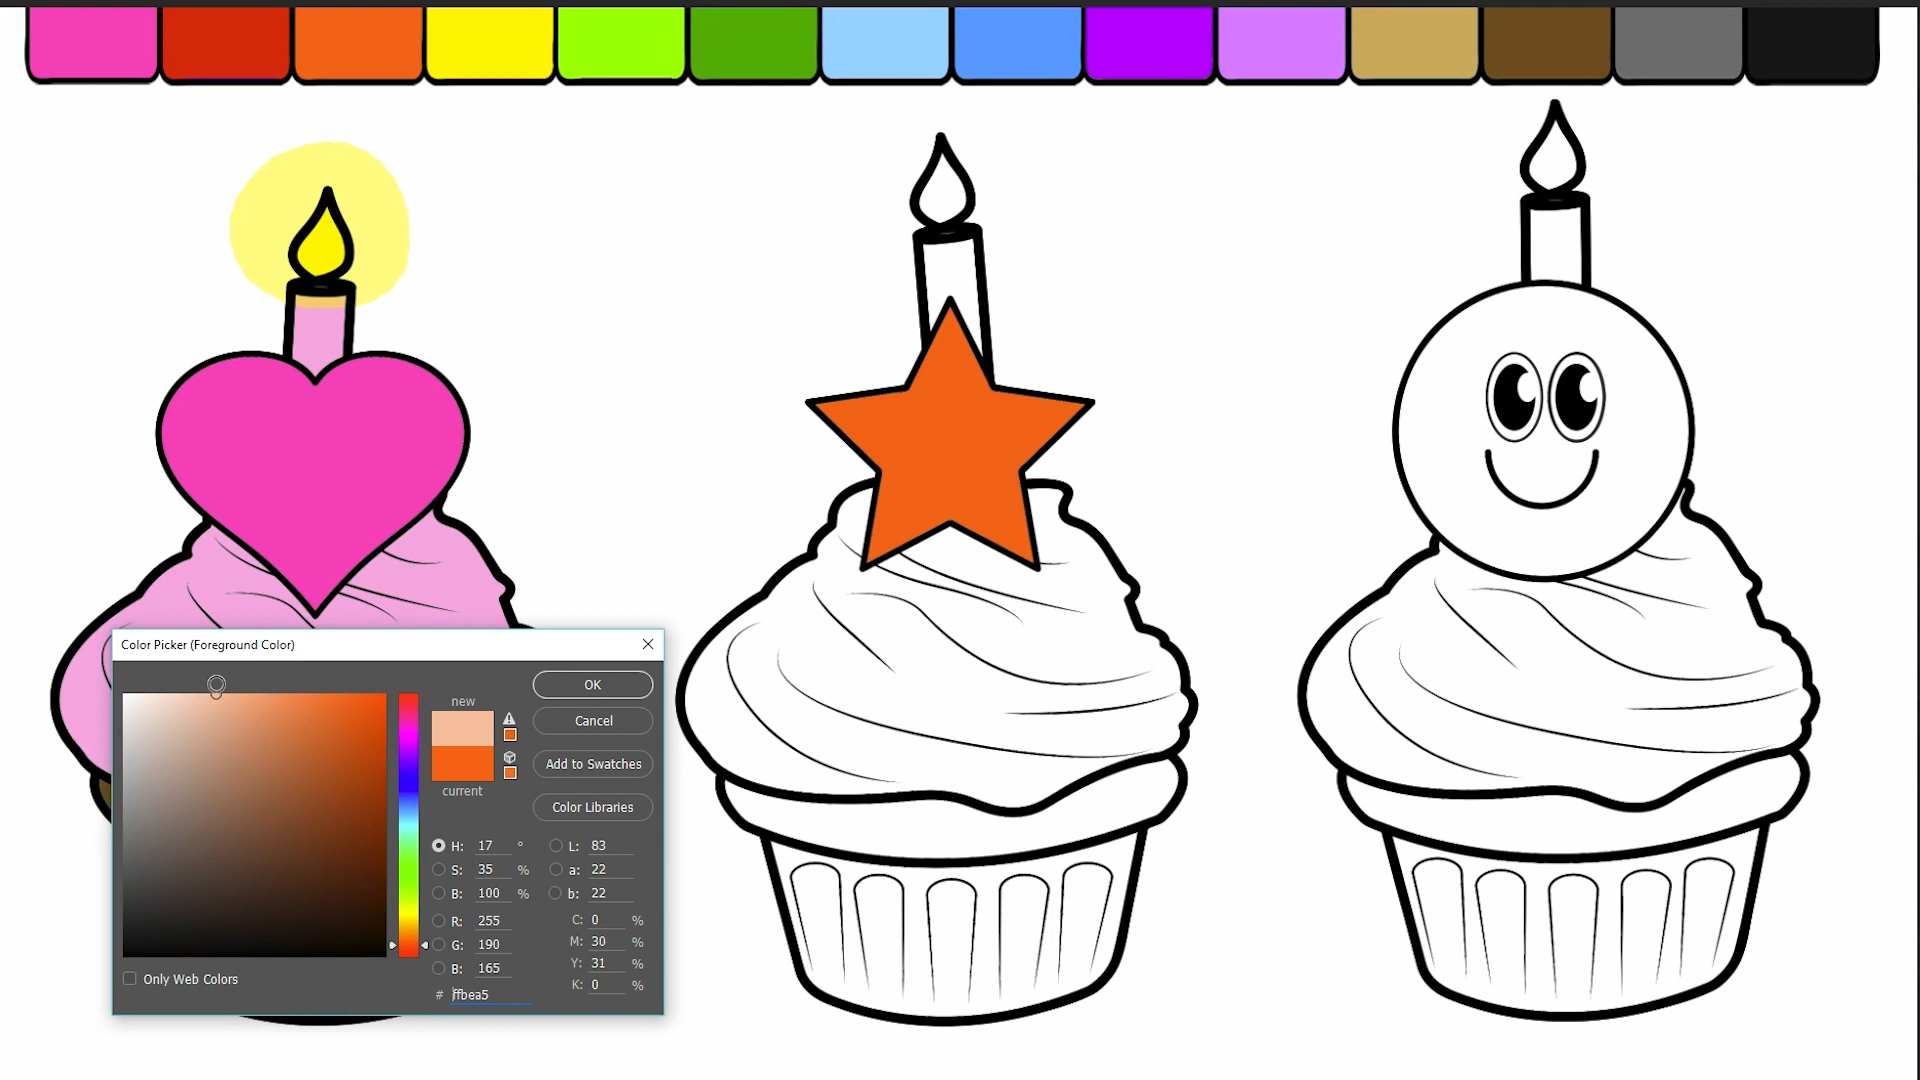 Color Picker (Foreground Color)
new
current
OK
Cancel
Add to Swatches
Color Libraries
H: 17 °
S: 35 %
B: 100 %
R: 255
G: 190
B: 165
# ffbea5
L: 83
a: 22
b: 22
C: 0 %
M: 30 %
Y: 31 %
K: 0 %
Only Web Colors